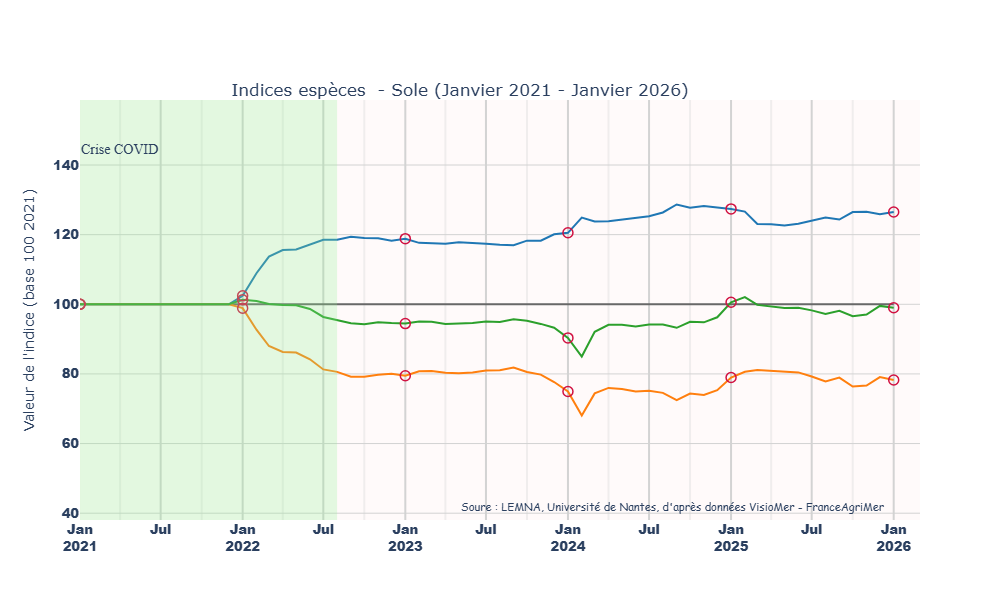 Indices espèces - Sole (Janvier 2021 - Janvier 2026)
Crise COVID
Valeur de l'Indice (base 100 2021)
140
120
100
80
60
40
Soure : LEMNA, Université de Nantes, d'après données VisioMer - FranceAgriMer
Jan Jul Jan Jul Jan Jul Jan Jul Jan Jul Jan
2021 2022 2023 2024 2025 2026